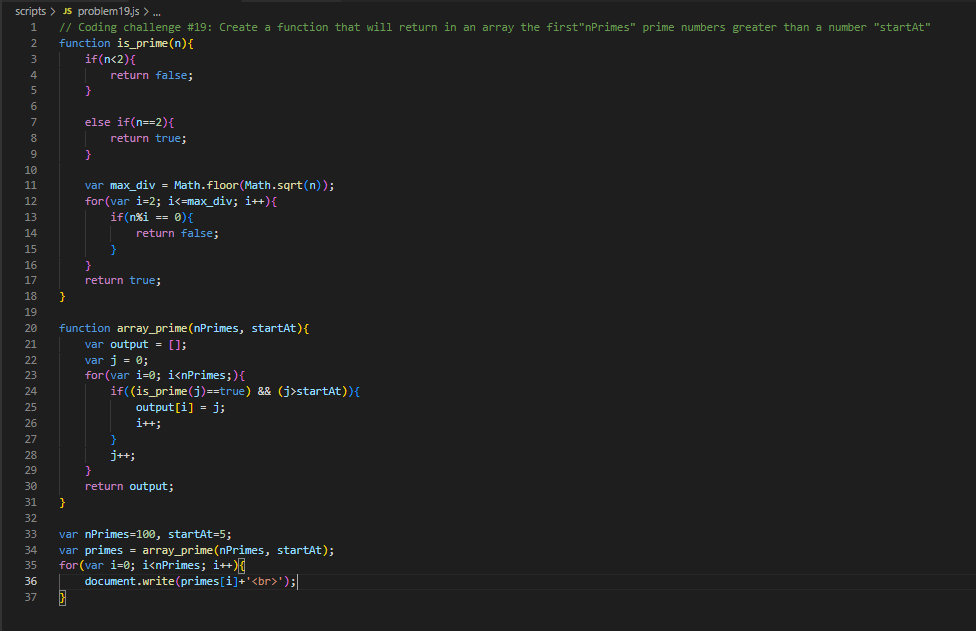 scripts > JS problem19.js > ...
1 // Coding challenge #19: Create a function that will return in an array the first"nPrimes" prime numbers greater than a number "startAt"
2 function is_prime(n){
3     if(n<2){
4         return false;
5     }
6
7     else if(n==2){
8         return true;
9     }
10
11     var max_div = Math.floor(Math.sqrt(n));
12     for(var i=2; i<=max_div; i++){
13         if(n%i == 0){
14             return false;
15         }
16     }
17     return true;
18 }
19
20 function array_prime(nPrimes, startAt){
21     var output = [];
22     var j = 0;
23     for(var i=0; i<nPrimes;){
24         if((is_prime(j)==true) && (j>startAt)){
25             output[i] = j;
26             i++;
27         }
28         j++;
29     }
30     return output;
31 }
32
33 var nPrimes=100, startAt=5;
34 var primes = array_prime(nPrimes, startAt);
35 for(var i=0; i<nPrimes; i++){
36     document.write(primes[i]+'<br>');
37 }